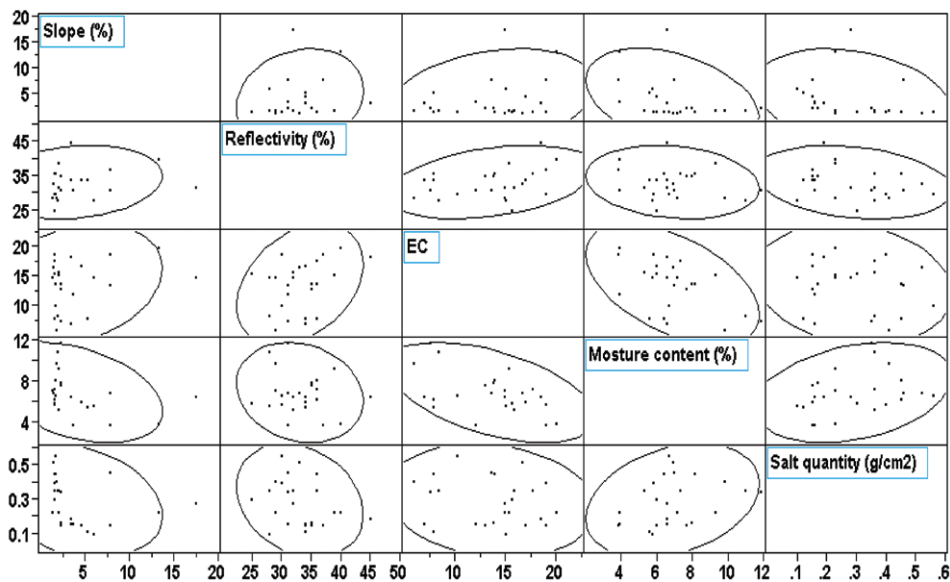 20
15
10
5
Slope (%)
45
35
25
Reflectivity (%)
20
15
10
EC
12
8
4
Mosture content (%)
0.5
0.3
0.1
Salt quantity (g/cm2)
5 10 15 20 25 30 35 40 45 50 10 15 20 4 6 8 10 12 .1 .2 .3 .4 .5 .6